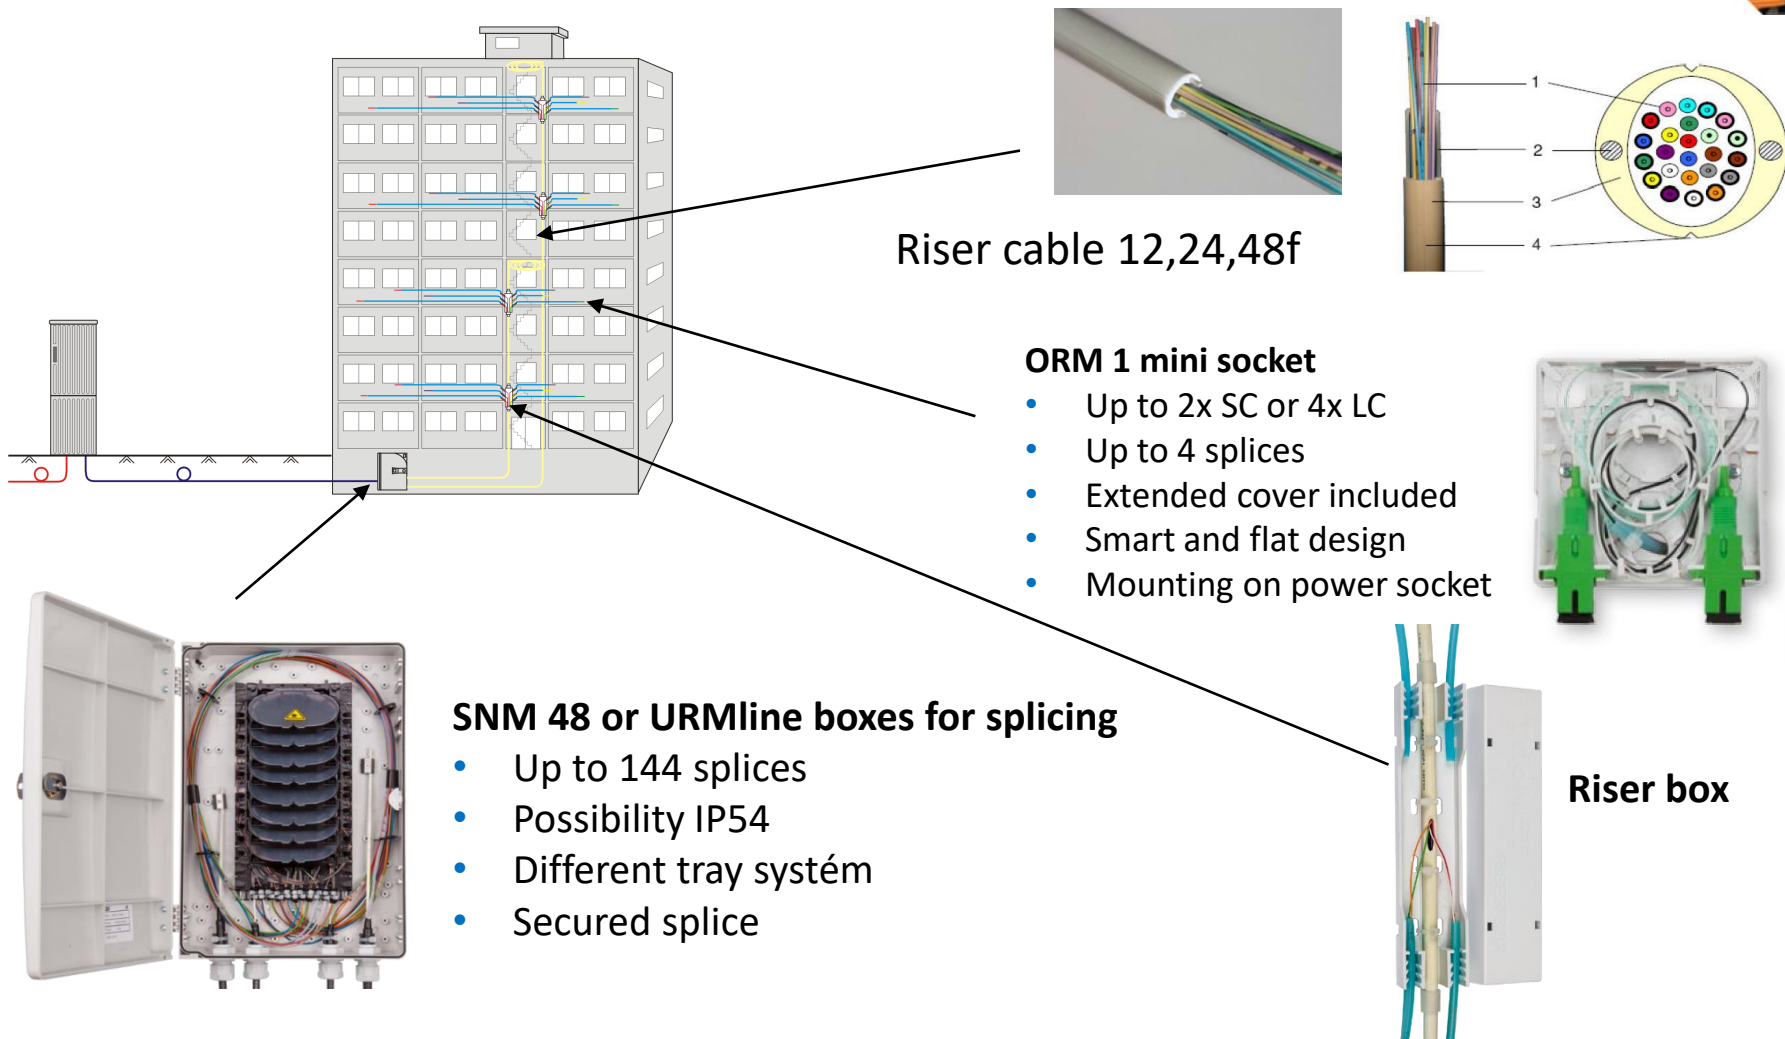 Riser cable 12,24,48f
1
2
3
4
ORM 1 mini socket
• Up to 2x SC or 4x LC
• Up to 4 splices
• Extended cover included
• Smart and flat design
• Mounting on power socket
SNM 48 or URMline boxes for splicing
• Up to 144 splices
• Possibility IP54
• Different tray systém
• Secured splice
Riser box